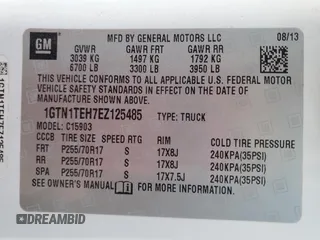 GM
MFD BY GENERAL MOTORS LLC 08/13
GVWR GAWR FRT GAWR RR
3039 KG 1497 KG 1792 KG
6700 LB 3300 LB 3950 LB
THIS VEHICLE CONFORMS TO ALL APPLICABLE U.S. FEDERAL MOTOR
VEHICLE SAFETY STANDARDS IN EFFECT ON THE DATE OF
MANUFACTURE SHOWN ABOVE.
1GTN1TEH7EZ125485 TYPE: TRUCK
MODEL: C15903
CCB TIRE SIZE SPEED RTG RIM COLD TIRE PRESSURE
FRT P255/70R17 S 17X8J 240KPA(35PSI)
RR P255/70R17 S 17X8J 240KPA(35PSI)
SPA P255/70R17 S 17X7.5J 240KPA(35PSI)
SEE OWNER'S MANUAL FOR MORE INFORMATION.
1GTN1TEH7EZ125485
DREAMBID